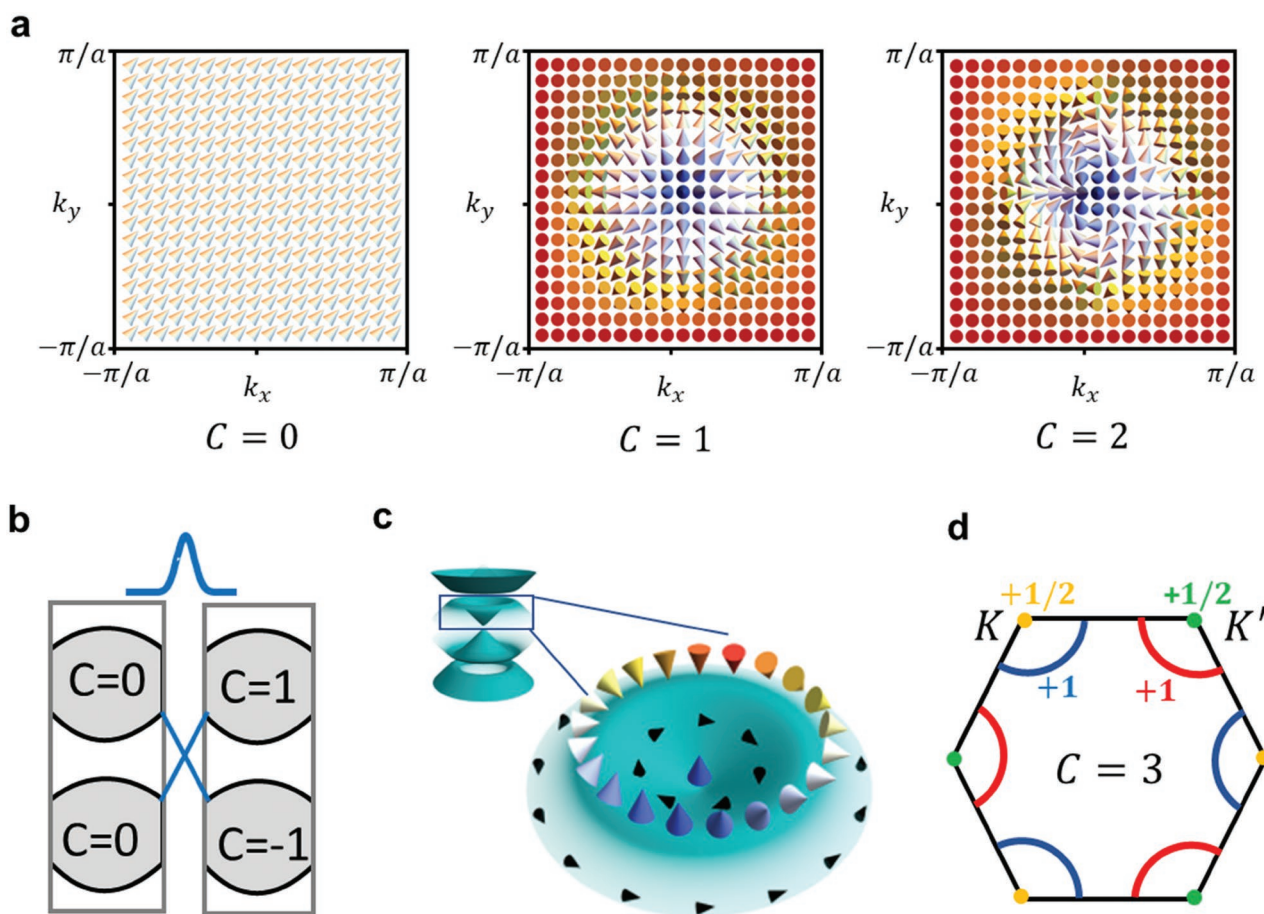 a
π/a
k_y
−π/a
−π/a
k_x
π/a
C = 0
π/a
k_y
−π/a
−π/a
k_x
π/a
C = 1
π/a
k_y
−π/a
−π/a
k_x
π/a
C = 2
b
C=0
C=1
C=0
C=-1
c
d
+1/2
+1/2
K
K′
+1
+1
C = 3